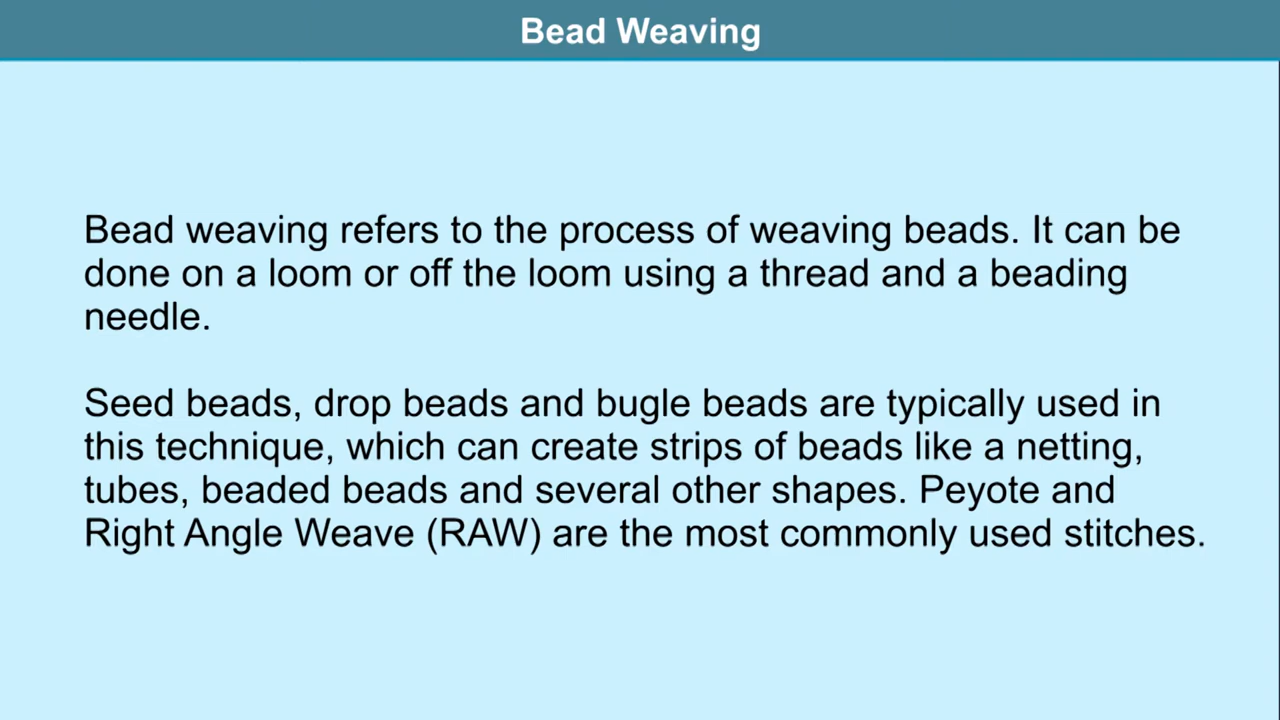 Bead Weaving
Bead weaving refers to the process of weaving beads. It can be
done on a loom or off the loom using a thread and a beading
needle.
Seed beads, drop beads and bugle beads are typically used in
this technique, which can create strips of beads like a netting,
tubes, beaded beads and several other shapes. Peyote and
Right Angle Weave (RAW) are the most commonly used stitches.